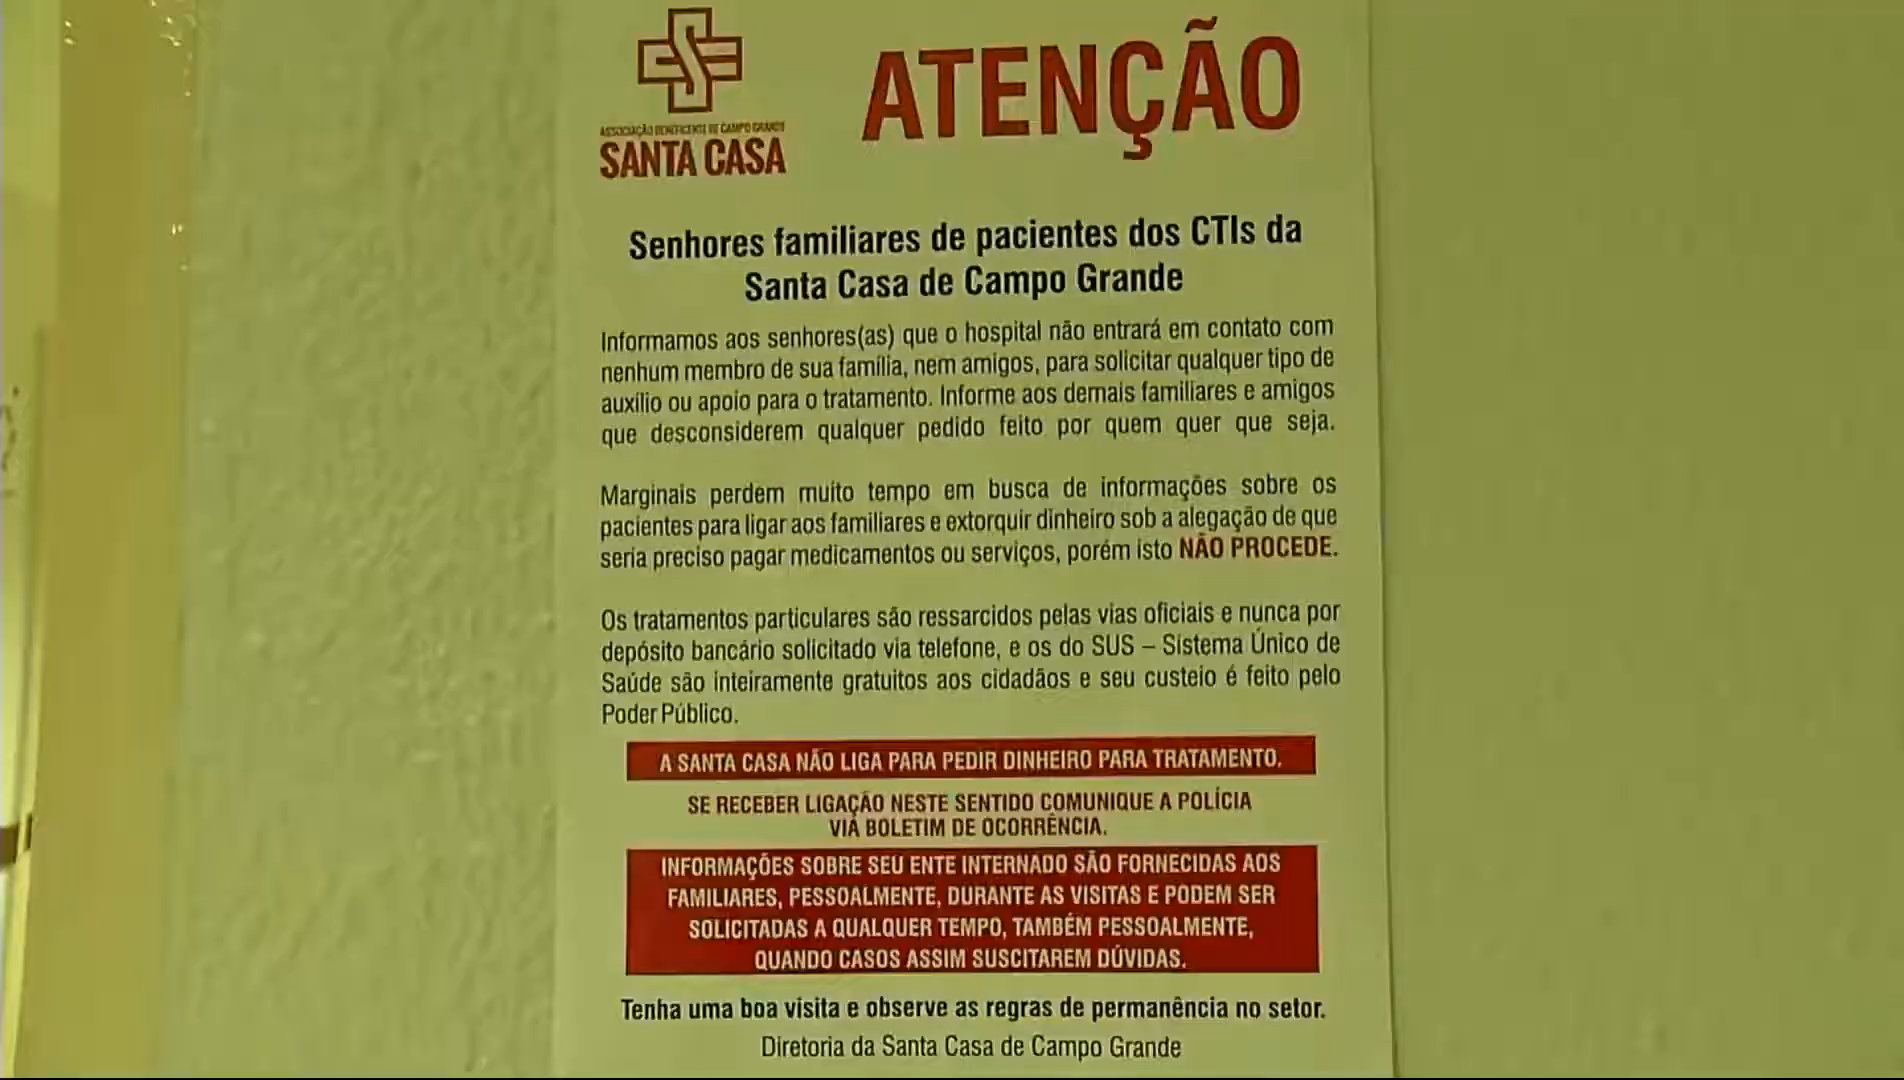 ASSOCIAÇÃO BENEFICENTE DE CAMPO GRANDE
SANTA CASA
ATENÇÃO
Senhores familiares de pacientes dos CTIs da
Santa Casa de Campo Grande
Informamos aos senhores(as) que o hospital não entrará em contato com
nenhum membro de sua família, nem amigos, para solicitar qualquer tipo de
auxílio ou apoio para o tratamento. Informe aos demais familiares e amigos
que desconsiderem qualquer pedido feito por quem quer que seja.
Marginais perdem muito tempo em busca de informações sobre os
pacientes para ligar aos familiares e extorquir dinheiro sob a alegação de que
seria preciso pagar medicamentos ou serviços, porém isto NÃO PROCEDE.
Os tratamentos particulares são ressarcidos pelas vias oficiais e nunca por
depósito bancário solicitado via telefone, e os do SUS – Sistema Único de
Saúde são inteiramente gratuitos aos cidadãos e seu custeio é feito pelo
Poder Público.
A SANTA CASA NÃO LIGA PARA PEDIR DINHEIRO PARA TRATAMENTO.
SE RECEBER LIGAÇÃO NESTE SENTIDO COMUNIQUE A POLÍCIA
VIA BOLETIM DE OCORRÊNCIA.
INFORMAÇÕES SOBRE SEU ENTE INTERNADO SÃO FORNECIDAS AOS
FAMILIARES, PESSOALMENTE, DURANTE AS VISITAS E PODEM SER
SOLICITADAS A QUALQUER TEMPO, TAMBÉM PESSOALMENTE,
QUANDO CASOS ASSIM SUSCITAREM DÚVIDAS.
Tenha uma boa visita e observe as regras de permanência no setor.
Diretoria da Santa Casa de Campo Grande